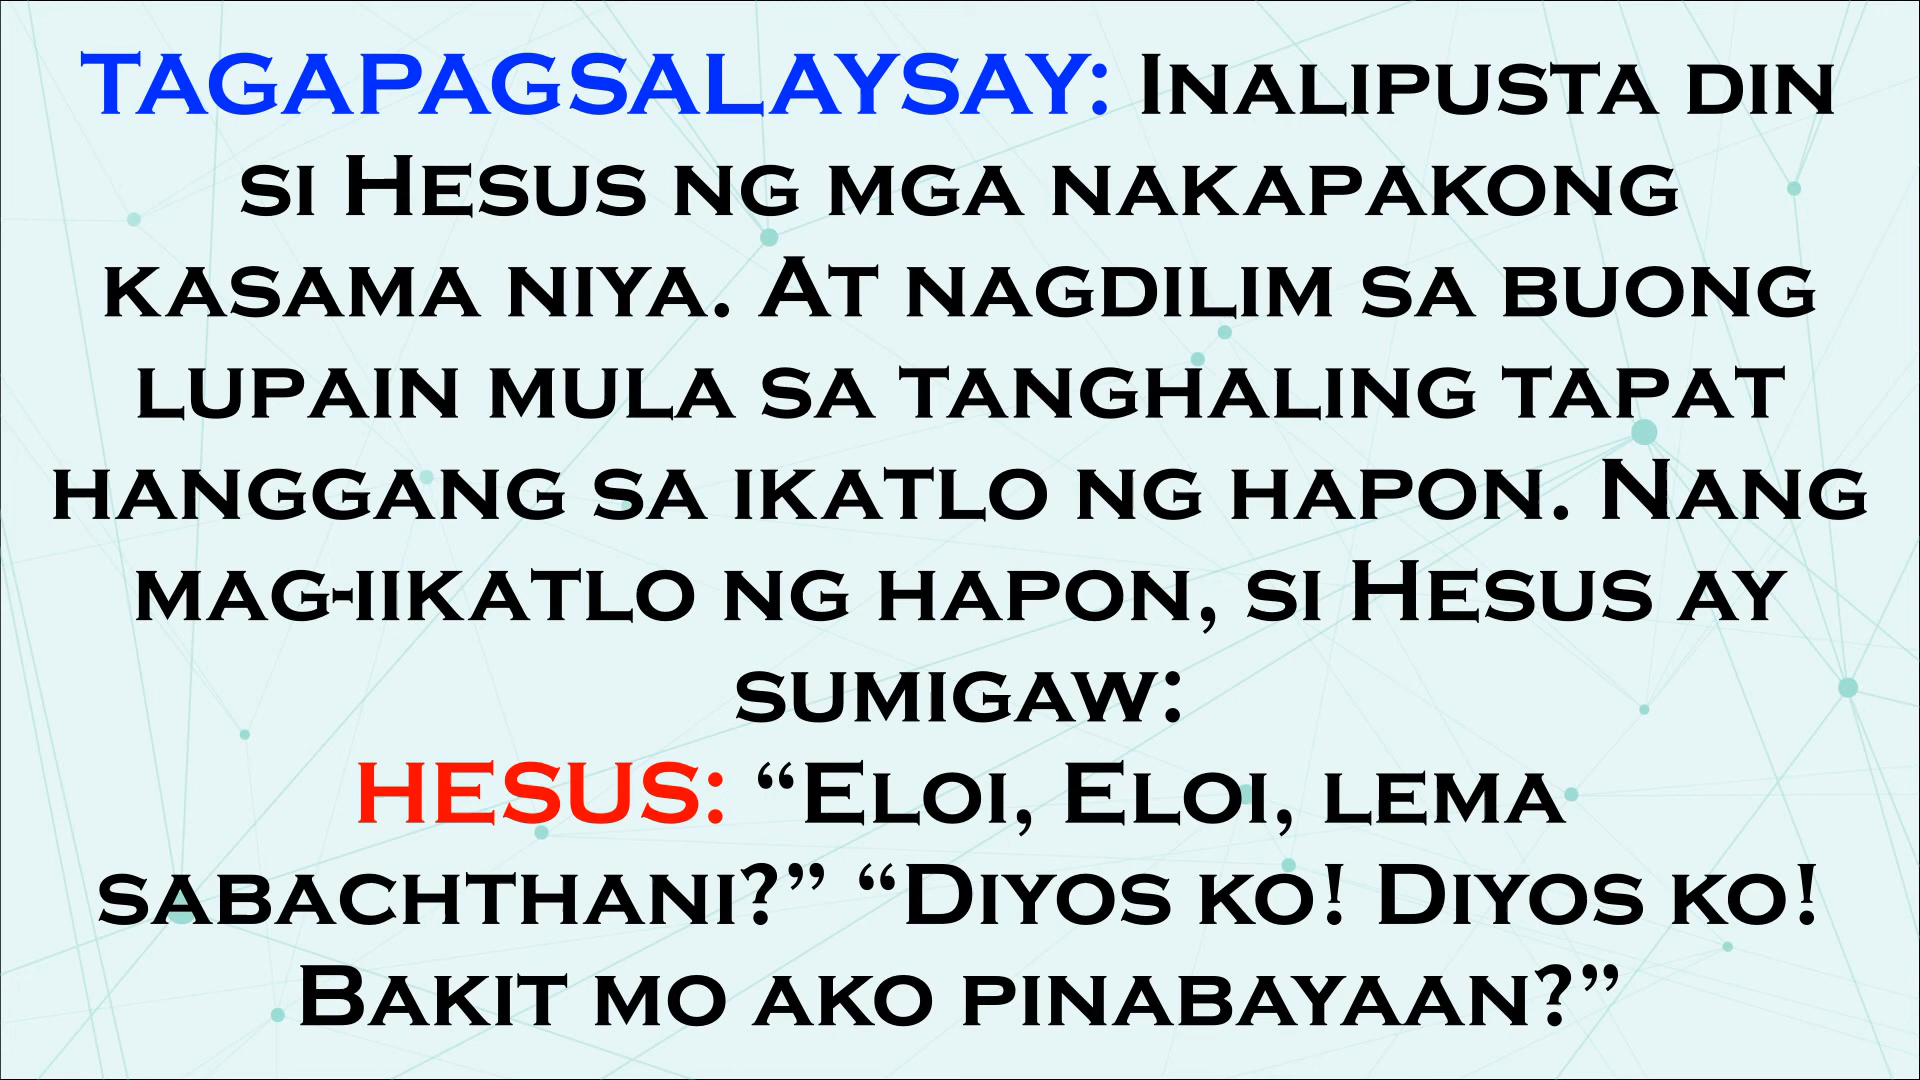 TAGAPAGSALAYSAY: Inalipusta din
si Hesus ng mga nakapakong
kasama niya. At nagdilim sa buong
lupain mula sa tanghaling tapat
hanggang sa ikatlo ng hapon. Nang
mag-iikatlo ng hapon, si Hesus ay
sumigaw:
HESUS: “Eloi, Eloi, lema
sabachthani?” “Diyos ko! Diyos ko!
Bakit mo ako pinabayaan?”